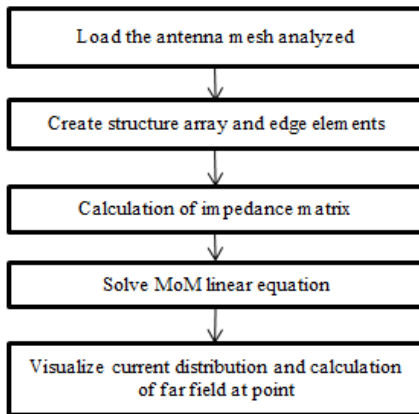 Load the antenna mesh analyzed
Create structure array and edge elements
Calculation of impedance matrix
Solve MoM linear equation
Visualize current distribution and calculation
of far field at point